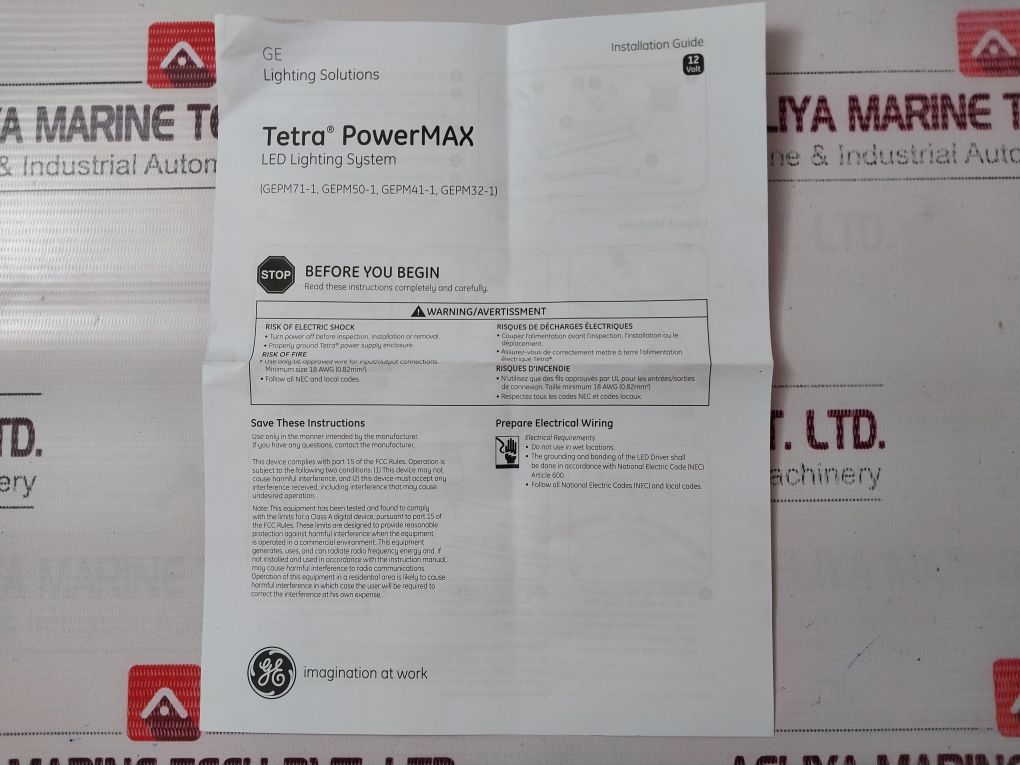 GE
Lighting Solutions
Installation Guide
12
Volt
Tetra® PowerMAX
LED Lighting System
(GEPM71-1, GEPM50-1, GEPM41-1, GEPM32-1)
STOP
BEFORE YOU BEGIN
Read these instructions completely and carefully.
WARNING/AVERTISSEMENT
RISK OF ELECTRIC SHOCK
• Turn power off before inspection, installation or removal.
• Properly ground Tetra® power supply enclosure.
RISK OF FIRE
• Use only UL approved wire for input/output connections.
Minimum size 18 AWG (0.82mm²)
• Follow all NEC and local codes.
RISQUES DE DÉCHARGES ÉLECTRIQUES
• Coupez l'alimentation avant l'inspection, l'installation ou le
déplacement.
• Assurez-vous de correctement mettre à terre l'alimentation
électrique Tetra®.
RISQUES D'INCENDIE
• N'utilisez que des fils approuvés par UL pour les entrées/sorties
de connexion. Taille minimum 18 AWG (0.82mm²)
• Respectez tous les codes NEC et codes locaux.
Save These Instructions
Use only in the manner intended by the manufacturer.
If you have any questions, contact the manufacturer.
This device complies with part 15 of the FCC Rules. Operation is
subject to the following two conditions: (1) This device may not
cause harmful interference, and (2) this device must accept any
interference received, including interference that may cause
undesired operation.
Note: This equipment has been tested and found to comply
with the limits for a Class A digital device, pursuant to part 15 of
the FCC Rules. These limits are designed to provide reasonable
protection against harmful interference when the equipment
is operated in a commercial environment. This equipment
generates, uses, and can radiate radio frequency energy and, if
not installed and used in accordance with the instruction manual,
may cause harmful interference to radio communications.
Operation of this equipment in a residential area is likely to cause
harmful interference in which case the user will be required to
correct the interference at his own expense.
Prepare Electrical Wiring
Electrical Requirements
• Do not use in wet locations.
• The grounding and bonding of the LED Driver shall
be done in accordance with National Electric Code (NEC)
Article 600.
• Follow all National Electric Codes (NEC) and local codes.
GE
imagination at work
A MARINE TE
& Industrial Autom
TD.
ery
LIYA MARINE T
ne & Industrial Auto
LTD.
T. LTD.
achinery